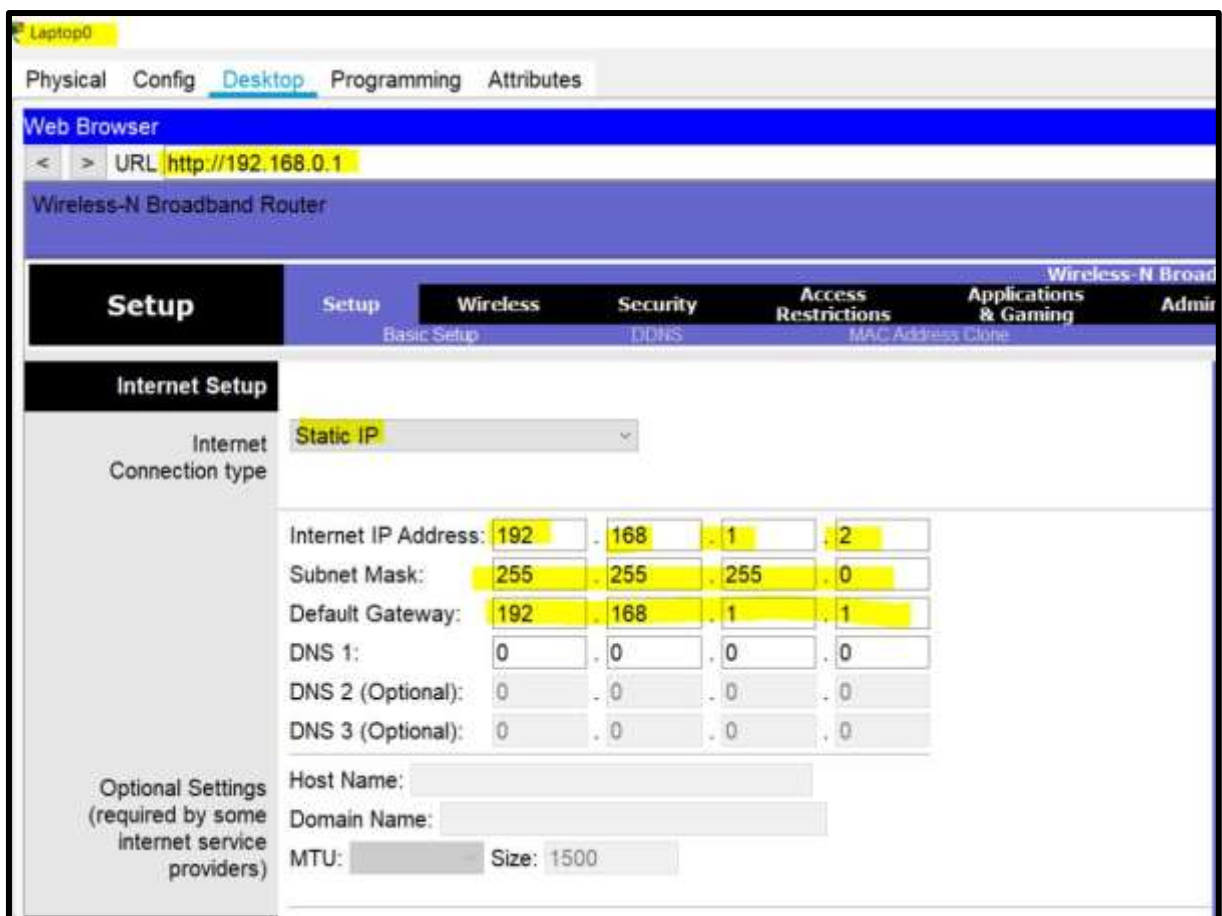 Laptop0
Physical Config Desktop Programming Attributes
Web Browser
< > URL http://192.168.0.1
Wireless-N Broadband Router
Wireless-N Broad
Setup Setup Wireless Security Access Restrictions Applications & Gaming Admin
Basic Setup DDNS MAC Address Clone
Internet Setup
Internet
Connection type
Static IP
Internet IP Address: 192 . 168 . 1 . 2
Subnet Mask: 255 . 255 . 255 . 0
Default Gateway: 192 . 168 . 1 . 1
DNS 1: 0 . 0 . 0 . 0
DNS 2 (Optional): 0 . 0 . 0 . 0
DNS 3 (Optional): 0 . 0 . 0 . 0
Optional Settings
(required by some
internet service
providers)
Host Name:
Domain Name:
MTU: Size: 1500